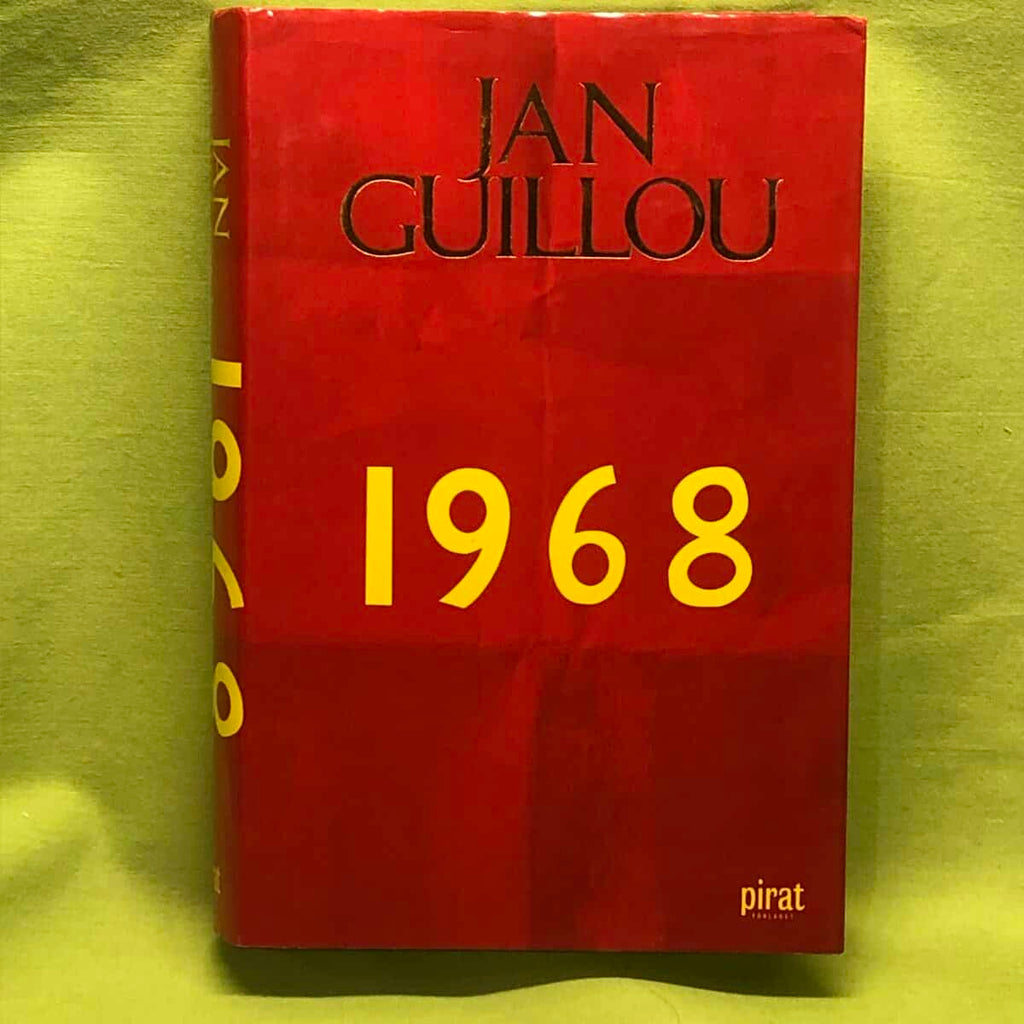 JAN
GUILLOU
1968
pirat
FÖRLAGET
JAN